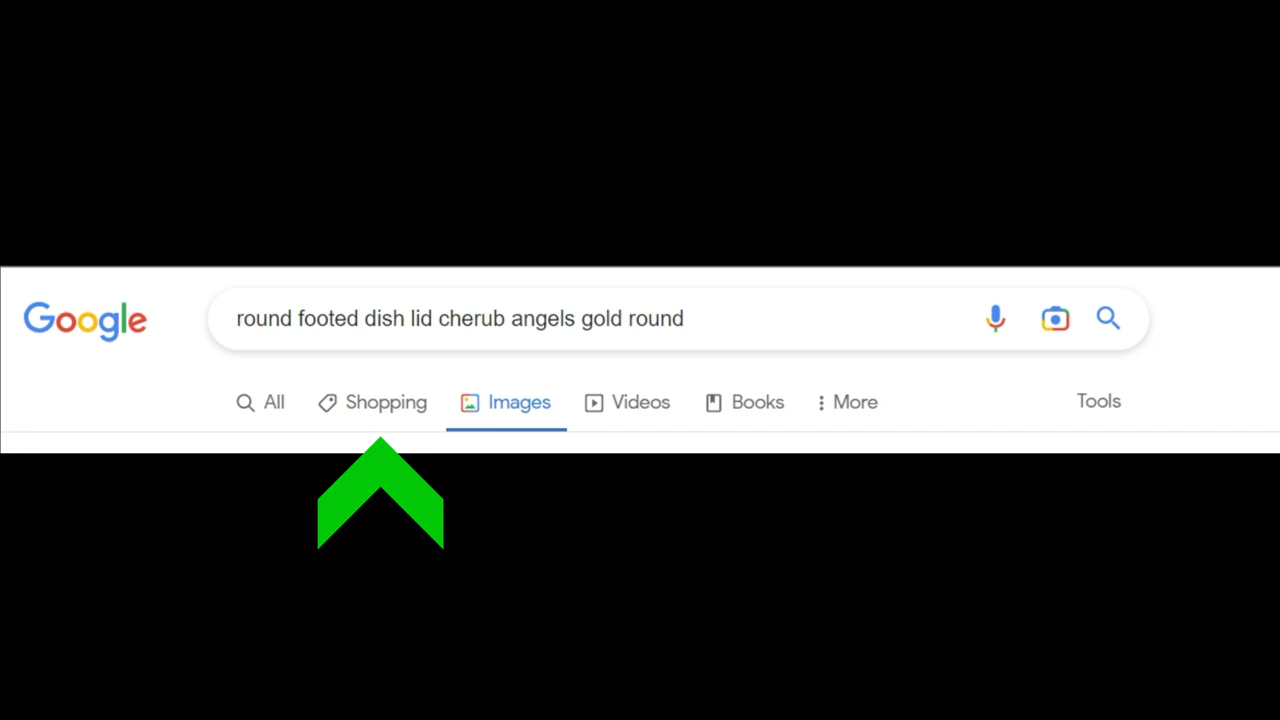 Google round footed dish lid cherub angels gold round
All Shopping Images Videos Books More Tools